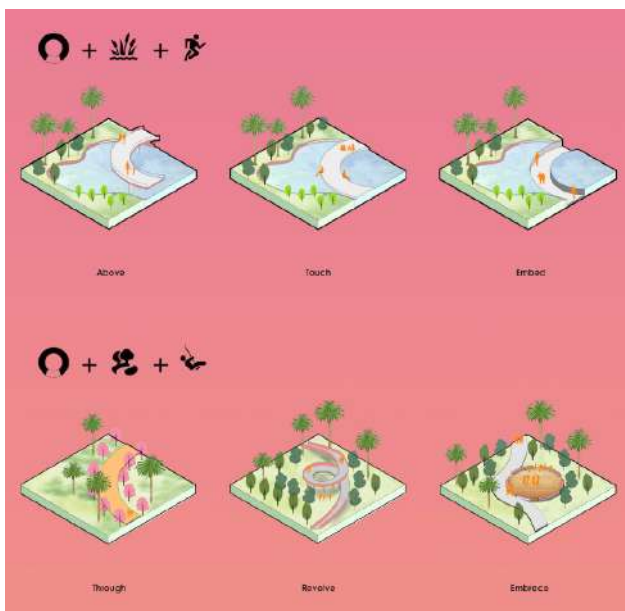 + +
Above Touch Embed
+ +
Through Revolve Embrace